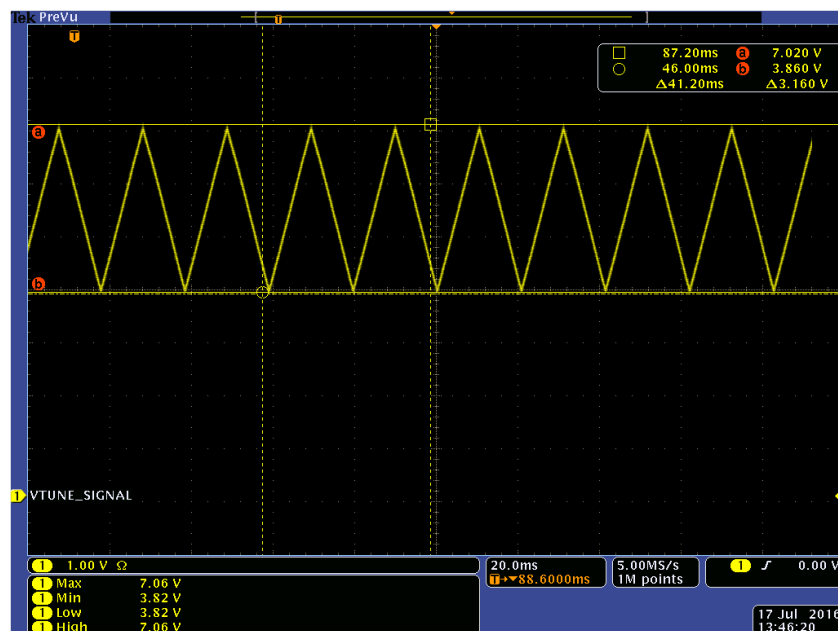 Tek PreVu
T
T
87.20ms a 7.020 V
46.00ms b 3.860 V
Δ41.20ms Δ3.160 V
a
b
1 VTUNE_SIGNAL
1 1.00 V Ω
20.0ms
T→▼88.6000ms
5.00MS/s
1M points
1 0.00 V
1 Max 7.06 V
1 Min 3.82 V
1 Low 3.82 V
1 High 7.06 V
17 Jul 2016
13:46:20